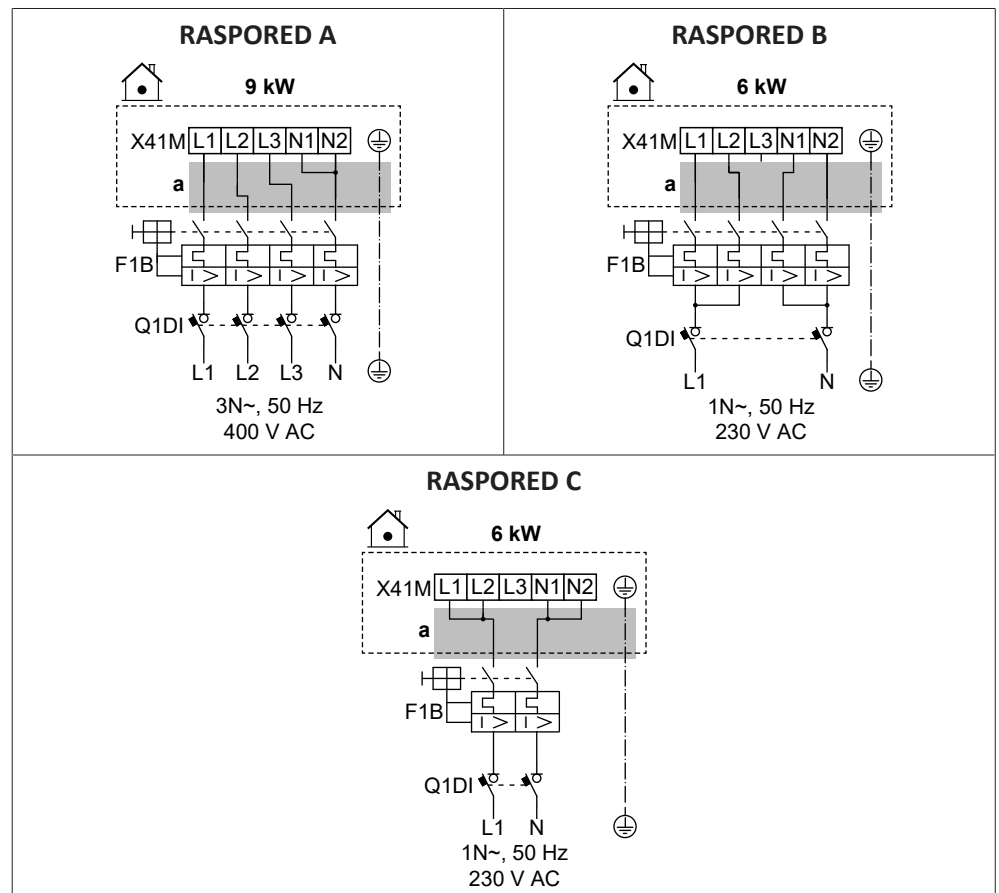 RASPORED A
9 kW
X41M L1 L2 L3 N1 N2
a
F1B
I > I > I > I >
Q1DI
L1 L2 L3 N
3N~, 50 Hz
400 V AC
RASPORED B
6 kW
X41M L1 L2 L3 N1 N2
a
F1B
I > I > I > I >
Q1DI
L1 N
1N~, 50 Hz
230 V AC
RASPORED C
6 kW
X41M L1 L2 L3 N1 N2
a
F1B
I > I >
Q1DI
L1 N
1N~, 50 Hz
230 V AC